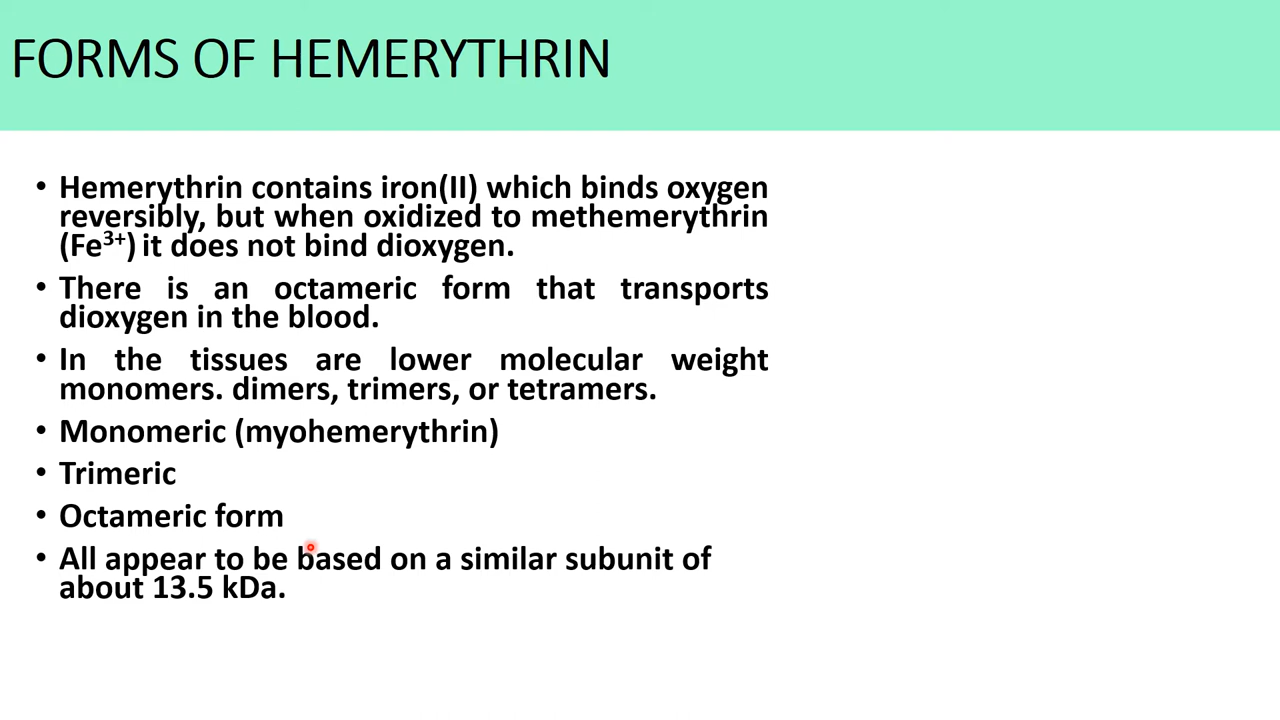 FORMS OF HEMERYTHRIN
• Hemerythrin contains iron(II) which binds oxygen
reversibly, but when oxidized to methemerythrin
(Fe³⁺) it does not bind dioxygen.
• There is an octameric form that transports
dioxygen in the blood.
• In the tissues are lower molecular weight
monomers. dimers, trimers, or tetramers.
• Monomeric (myohemerythrin)
• Trimeric
• Octameric form
• All appear to be based on a similar subunit of
about 13.5 kDa.